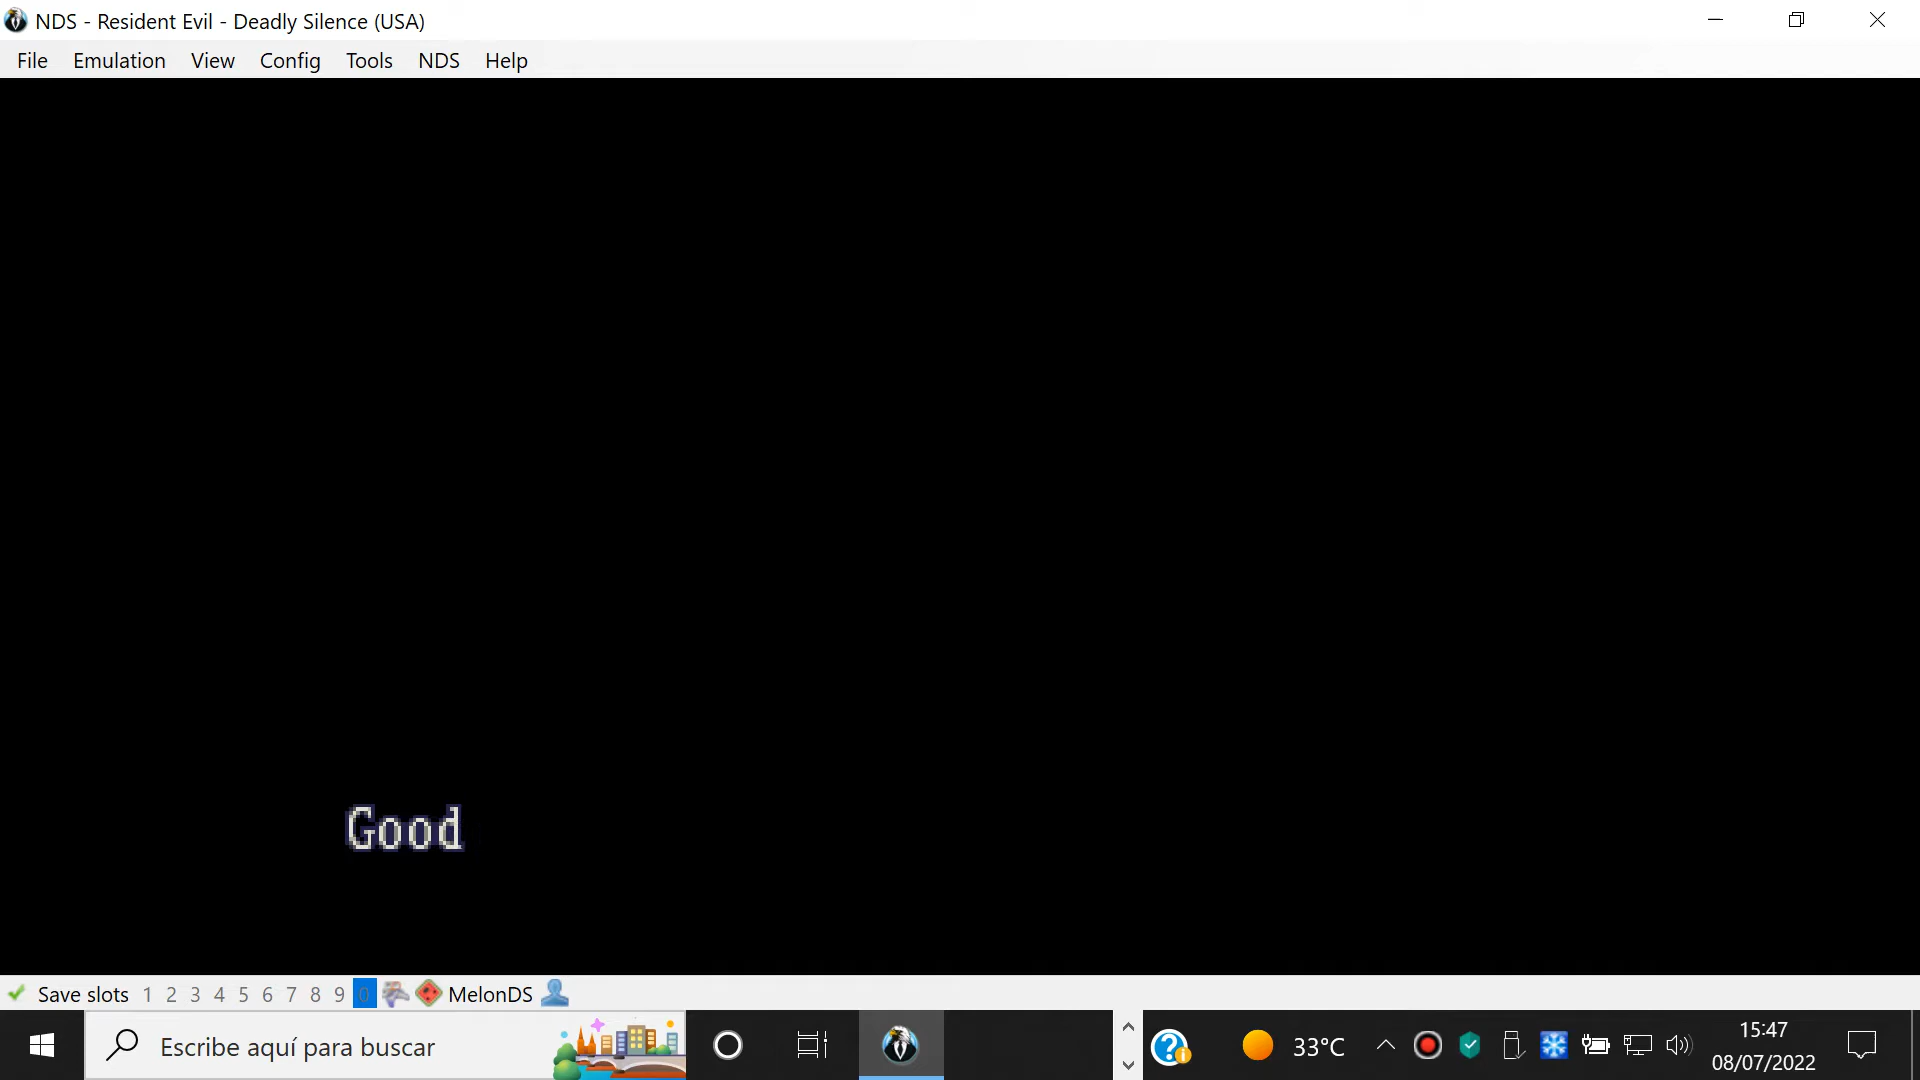 NDS - Resident Evil - Deadly Silence (USA)
File Emulation View Config Tools NDS Help
Good
Save slots 1 2 3 4 5 6 7 8 9 0 MelonDS
Escribe aquí para buscar
33°C
15:47
08/07/2022